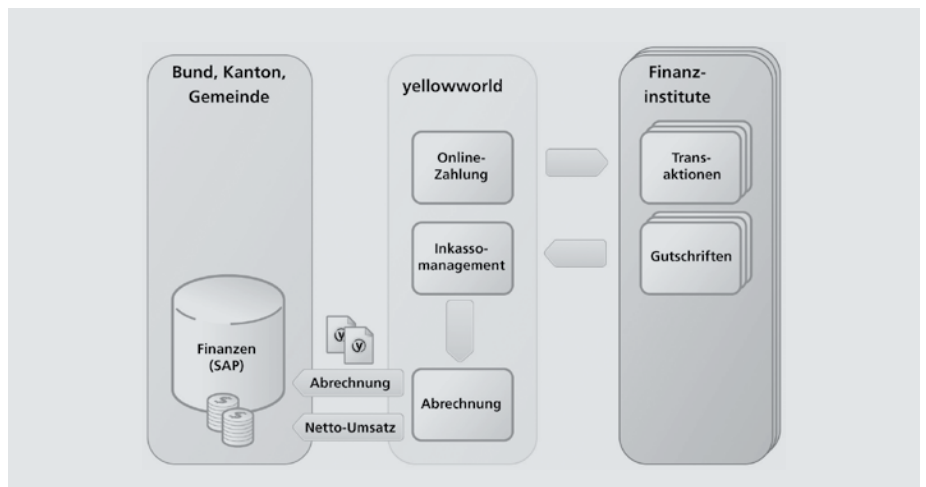 Bund, Kanton,
Gemeinde
Finanzen
(SAP)
yellowworld
Online-
Zahlung
Inkasso-
management
Abrechnung
Abrechnung
Netto-Umsatz
Finanz-
institute
Trans-
aktionen
Gutschriften